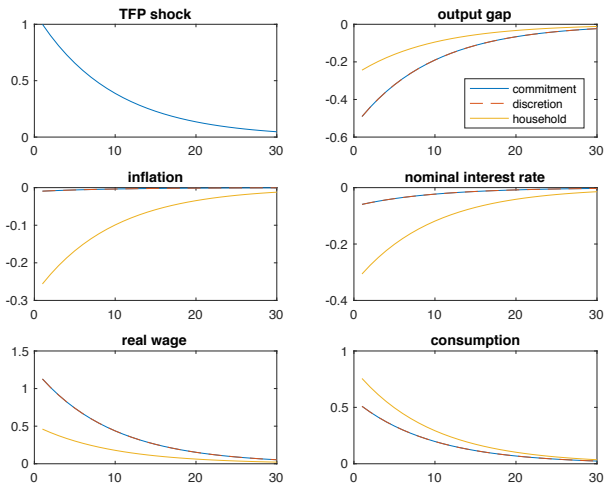 TFP shock
1
0.5
0
0 10 20 30
output gap
0
-0.2
-0.4
-0.6
0 10 20 30
commitment
discretion
household
inflation
0
-0.1
-0.2
-0.3
0 10 20 30
nominal interest rate
0
-0.2
-0.4
0 10 20 30
real wage
1.5
1
0.5
0
0 10 20 30
consumption
1
0.5
0
0 10 20 30